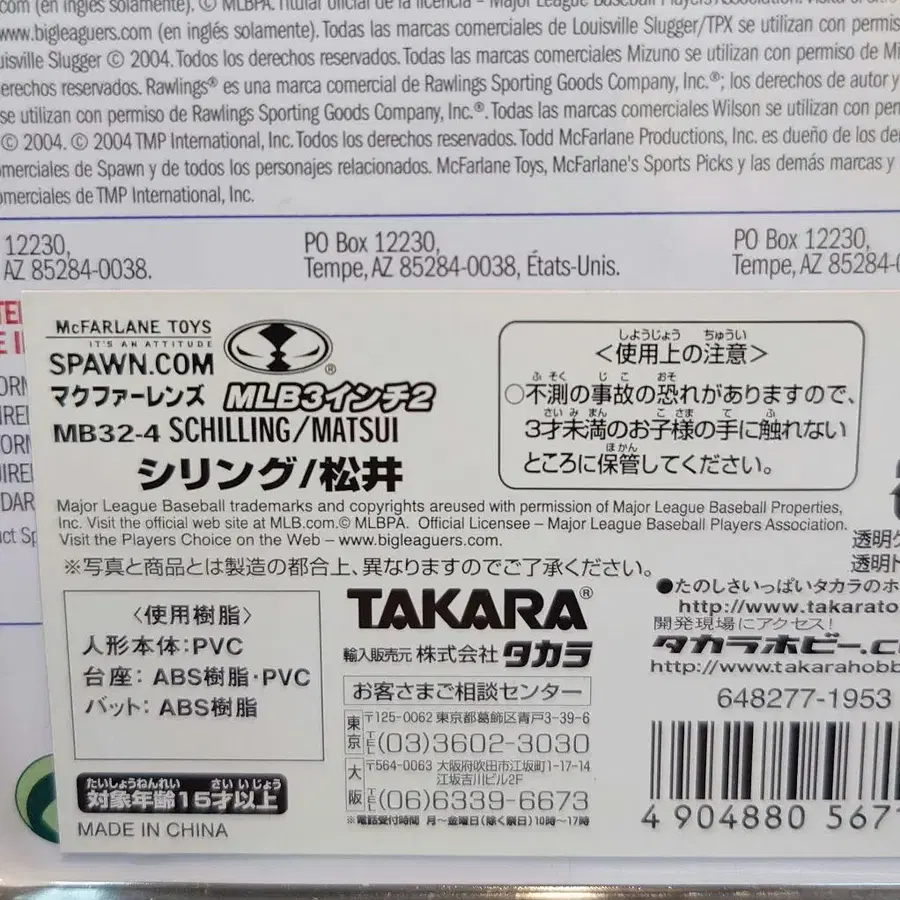 com (en inglés solamente). © MLBPA. Titular oficial de la licencia – Major League Baseball Players Association.
www.bigleaguers.com (en inglés solamente). Todas las marcas comerciales de Louisville Slugger/TPX se utilizan con
Slugger © 2004. Todos los derechos reservados. Todas las marcas comerciales Mizuno se utilizan con permiso de
reservados. Rawlings® es una marca comercial de Rawlings Sporting Goods Company, Inc.®; los derechos de autor y
se utilizan con permiso de Rawlings Sporting Goods Company, Inc.®. Todas las marcas comerciales Wilson se utilizan con
© 2004. © 2004 TMP International, Inc. Todos los derechos reservados. Todd McFarlane Productions, Inc. es dueño de los
de Spawn y de todos los personajes relacionados. McFarlane Toys, McFarlane's Sports Picks y las demás marcas y
de TMP International, Inc.
12230,
AZ 85284-0038.
PO Box 12230,
Tempe, AZ 85284-0038, États-Unis.
PO Box 12230,
Tempe, AZ 85284-
McFARLANE TOYS
IT'S AN ATTITUDE
SPAWN.COM ®
マクファーレンズ MLB3インチ2
MB32-4 SCHILLING/MATSUI
シリング/松井
しようじょう ちゅうい
<使用上の注意>
ふそく じこ おそ
○不測の事故の恐れがありますので、
さいみまん こさま て ふ
3才未満のお子様の手に触れない
ほかん
ところに保管してください。
Major League Baseball trademarks and copyrights areused with permission of Major League Baseball Properties,
Inc. Visit the official web site at MLB.com.© MLBPA. Official Licensee – Major League Baseball Players Association.
Visit the Players Choice on the Web – www.bigleaguers.com.
※写真と商品とは製造の都合上、異なりますのでご了承ください。
透明
透明
〈使用樹脂〉
人形本体:PVC
台座: ABS樹脂・PVC
バット: ABS樹脂
たいしょうねんれい さいいじょう
対象年齢15才以上
MADE IN CHINA
TAKARA®
輸入販売元 株式会社 タカラ
お客さまご相談センター
東京 〒125-0062 東京都葛飾区青戸3-39-6
TEL (03)3602-3030
大阪 〒564-0063 大阪府吹田市江坂町1-17-14
江坂吉川ビル2F
TEL (06)6339-6673
※電話受付時間 月〜金曜日(除く祭日)10時〜17時
●たのしさいっぱいタカラのホ
http://www.takarato
開発現場にアクセス!
タカラホビー.c
http://www.takarahobb
648277-1953
4 904880 567